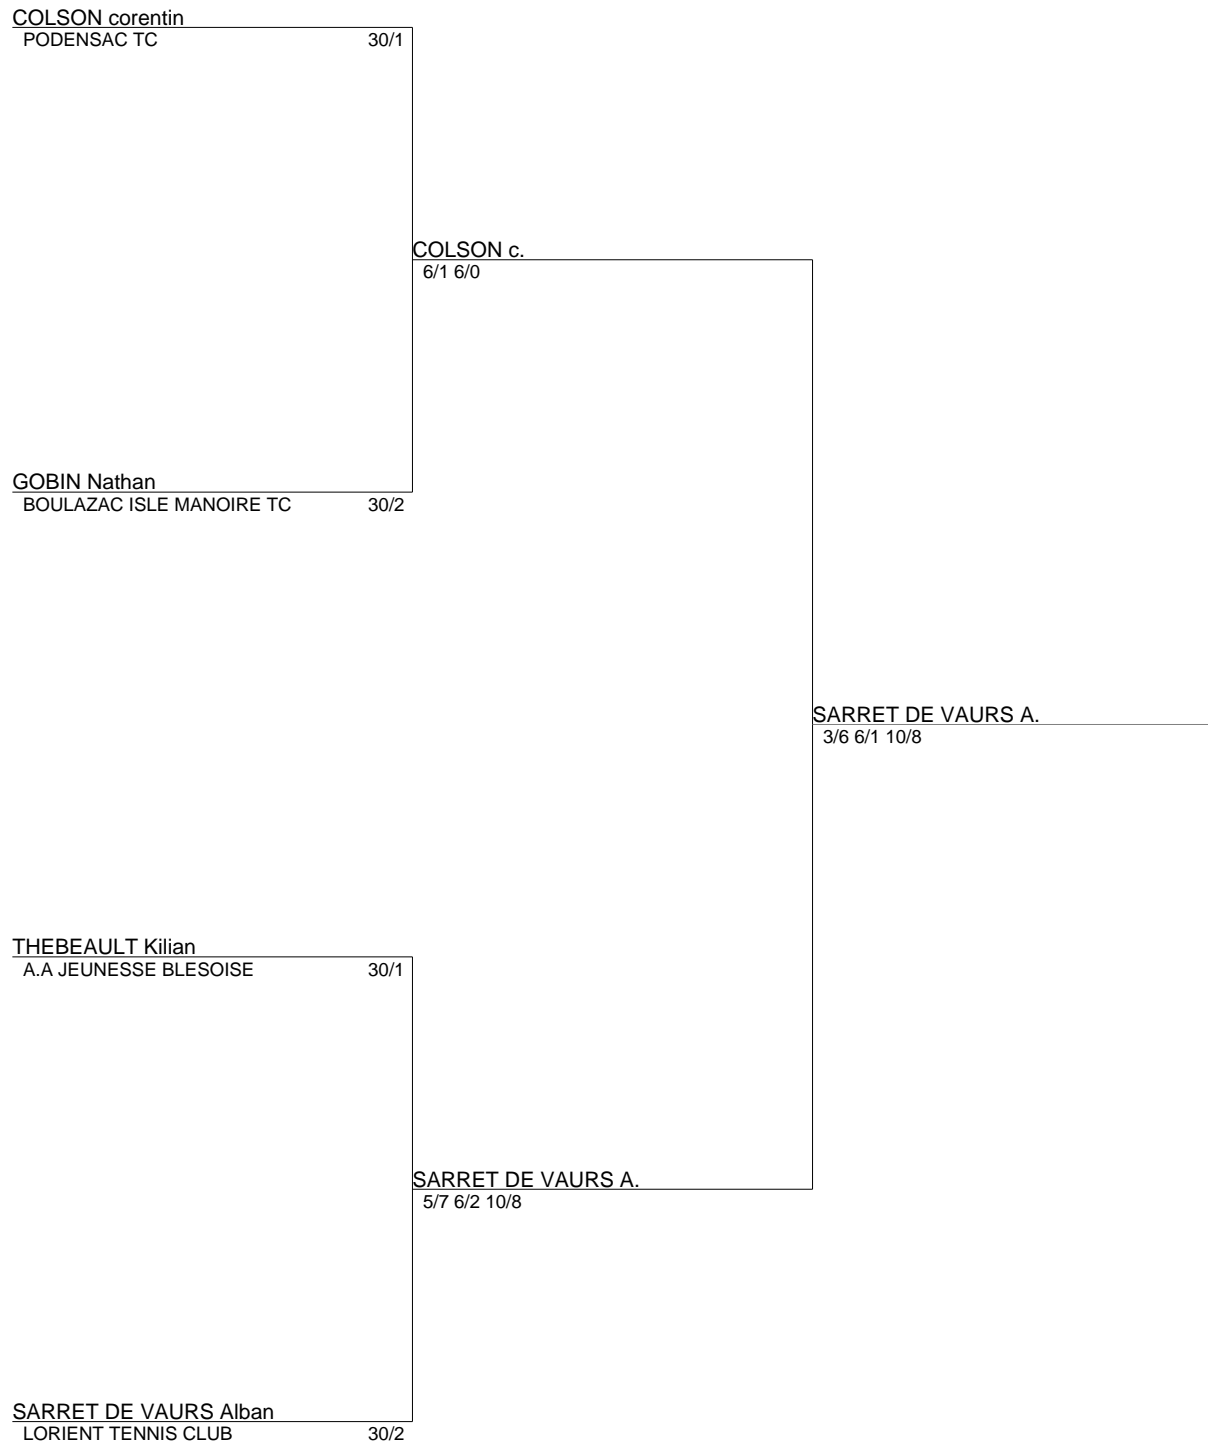 COLSON corentin
PODENSAC TC 30/1
COLSON c.
6/1 6/0
GOBIN Nathan
BOULAZAC ISLE MANOIRE TC 30/2
SARRET DE VAURS A.
3/6 6/1 10/8
THEBEAULT Kilian
A.A JEUNESSE BLESOISE 30/1
SARRET DE VAURS A.
5/7 6/2 10/8
SARRET DE VAURS Alban
LORIENT TENNIS CLUB 30/2